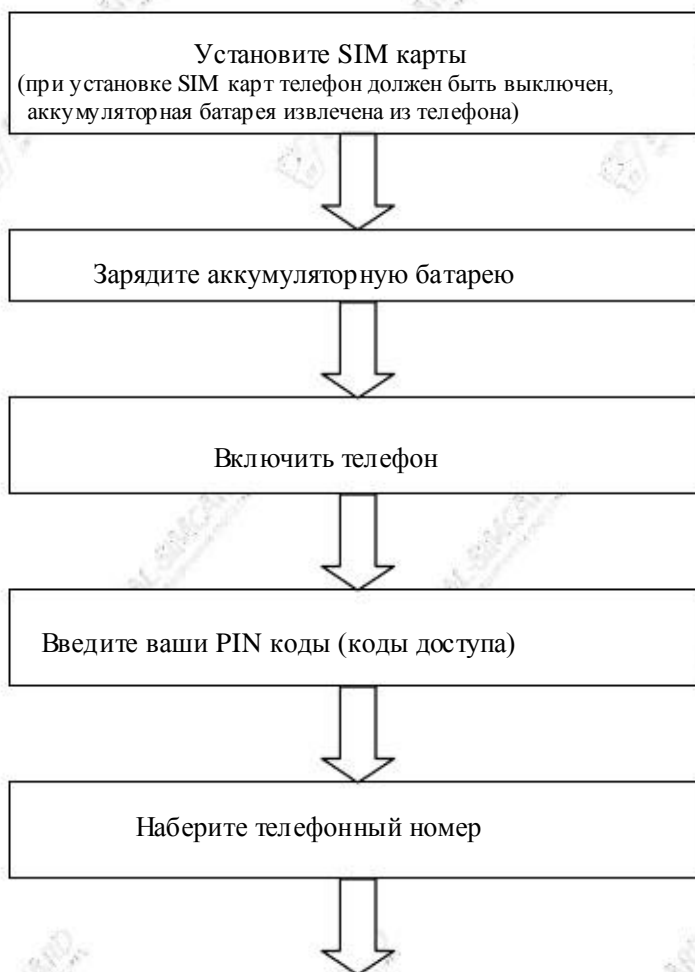 Установите SIM карты
(при установке SIM карт телефон должен быть выключен,
аккумуляторная батарея извлечена из телефона)
Зарядите аккумуляторную батарею
Включить телефон
Введите ваши PIN коды (коды доступа)
Наберите телефонный номер